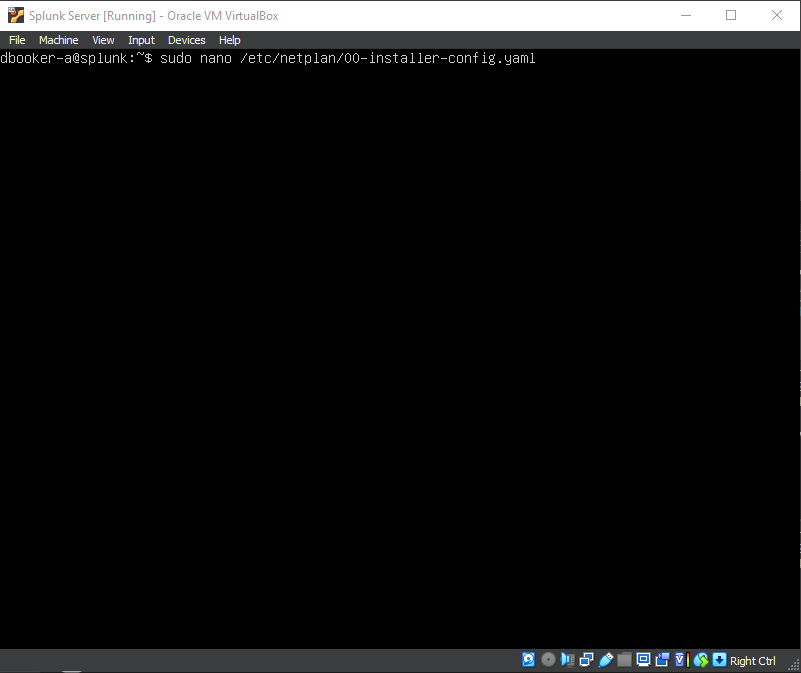 Splunk Server [Running] - Oracle VM VirtualBox
File Machine View Input Devices Help
dbooker-a@splunk:~$ sudo nano /etc/netplan/00-installer-config.yaml
Right Ctrl